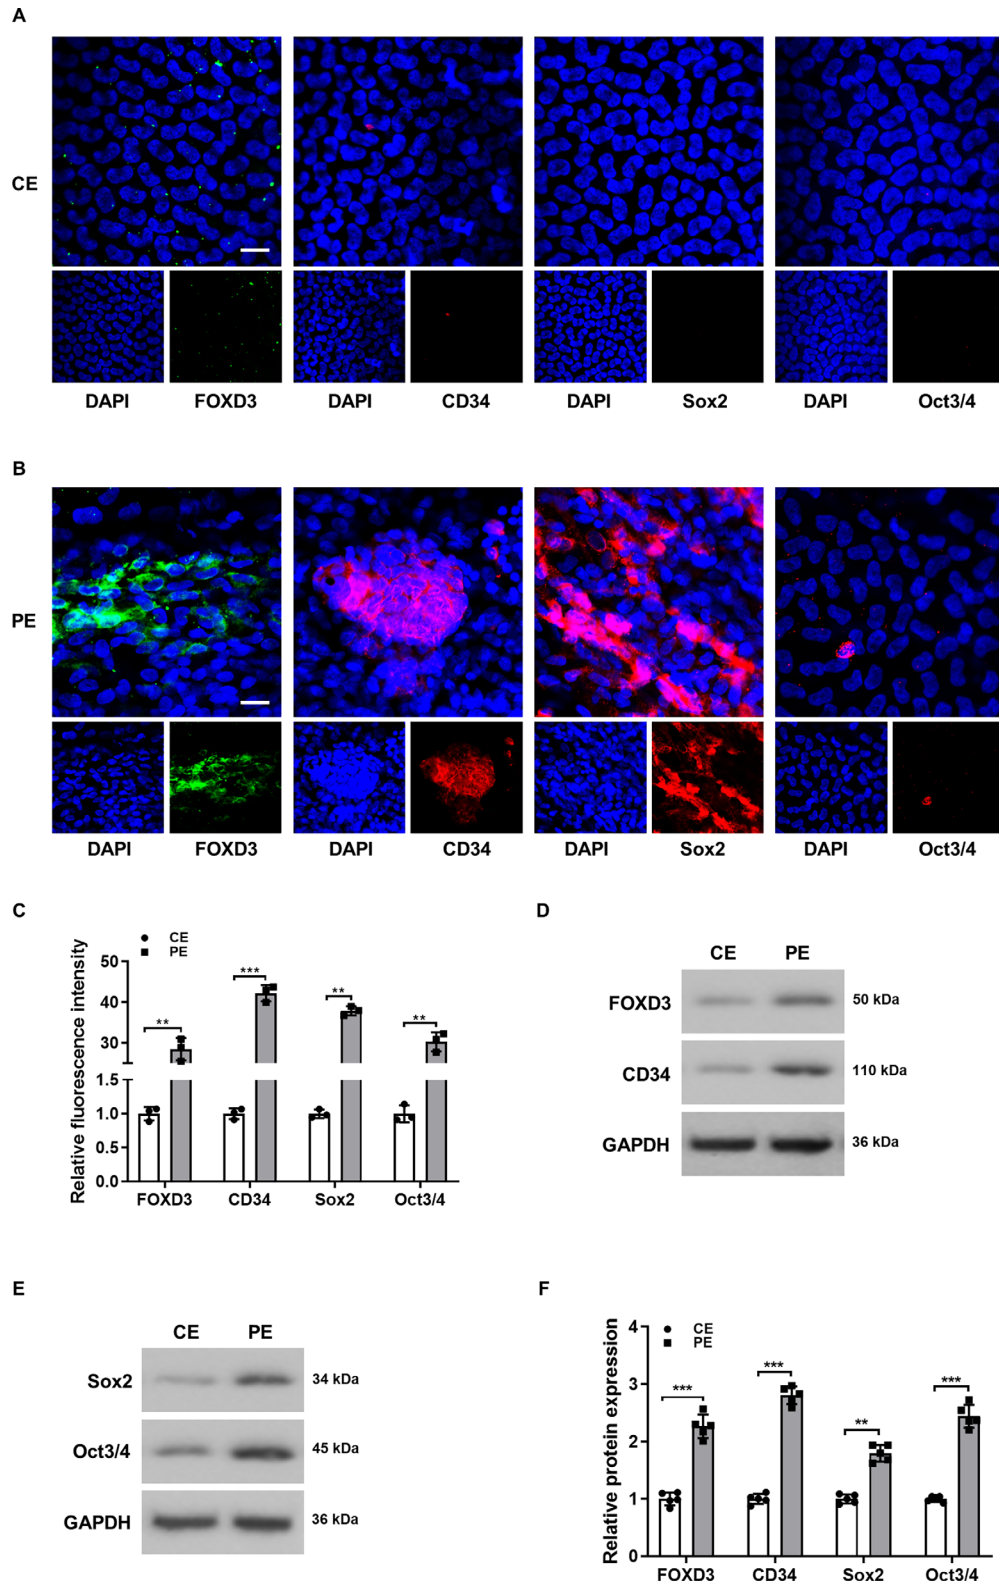 A
CE
DAPI FOXD3 DAPI CD34 DAPI Sox2 DAPI Oct3/4
B
PE
DAPI FOXD3 DAPI CD34 DAPI Sox2 DAPI Oct3/4
C
CE
PE
Relative fluorescence intensity
50
40
30
1.5
1.0
0.5
0.0
** *** ** **
FOXD3 CD34 Sox2 Oct3/4
D
CE PE
FOXD3 50 kDa
CD34 110 kDa
GAPDH 36 kDa
E
CE PE
Sox2 34 kDa
Oct3/4 45 kDa
GAPDH 36 kDa
F
CE
PE
Relative protein expression
4
3
2
1
0
*** *** ** ***
FOXD3 CD34 Sox2 Oct3/4